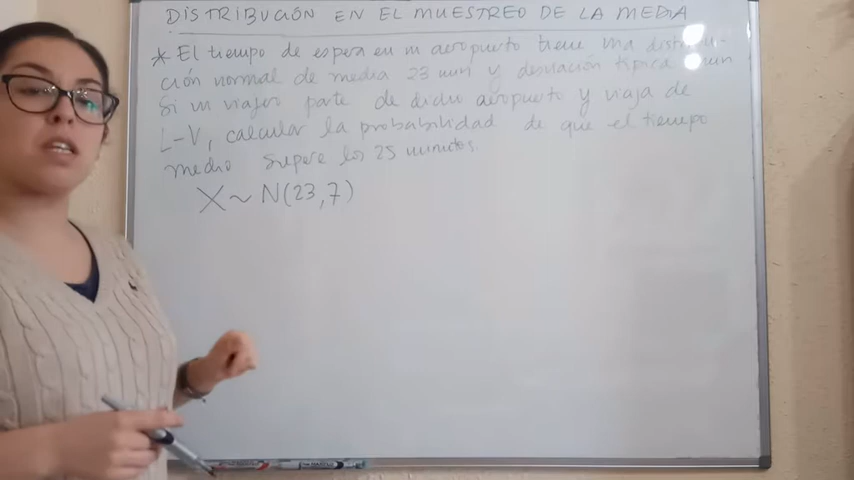 DISTRIBUCIÓN EN EL MUESTREO DE LA MEDIA
* El tiempo de espera en un aeropuerto tiene una distribu-
ción normal de media 23 min y desviación típica min
Si un viajero parte de dicho aeropuerto y viaja de
L-V, calcular la probabilidad de que el tiempo
medio supere los 25 minutos.
X ~ N(23,7)